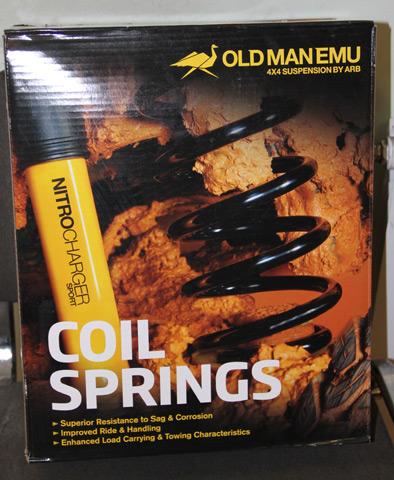 OLD MAN EMU
4X4 SUSPENSION BY ARB
NITROCHARGER
SPORT
COIL
SPRINGS
► Superior Resistance to Sag & Corrosion
► Improved Ride & Handling
► Enhanced Load Carrying & Towing Characteristics